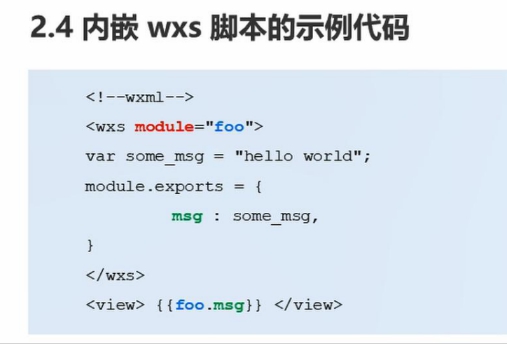 2.4 内嵌 wxs 脚本的示例代码
<!--wxml-->
<wxs module="foo">
var some_msg = "hello world";
module.exports = {
msg : some_msg,
}
</wxs>
<view> {{foo.msg}} </view>